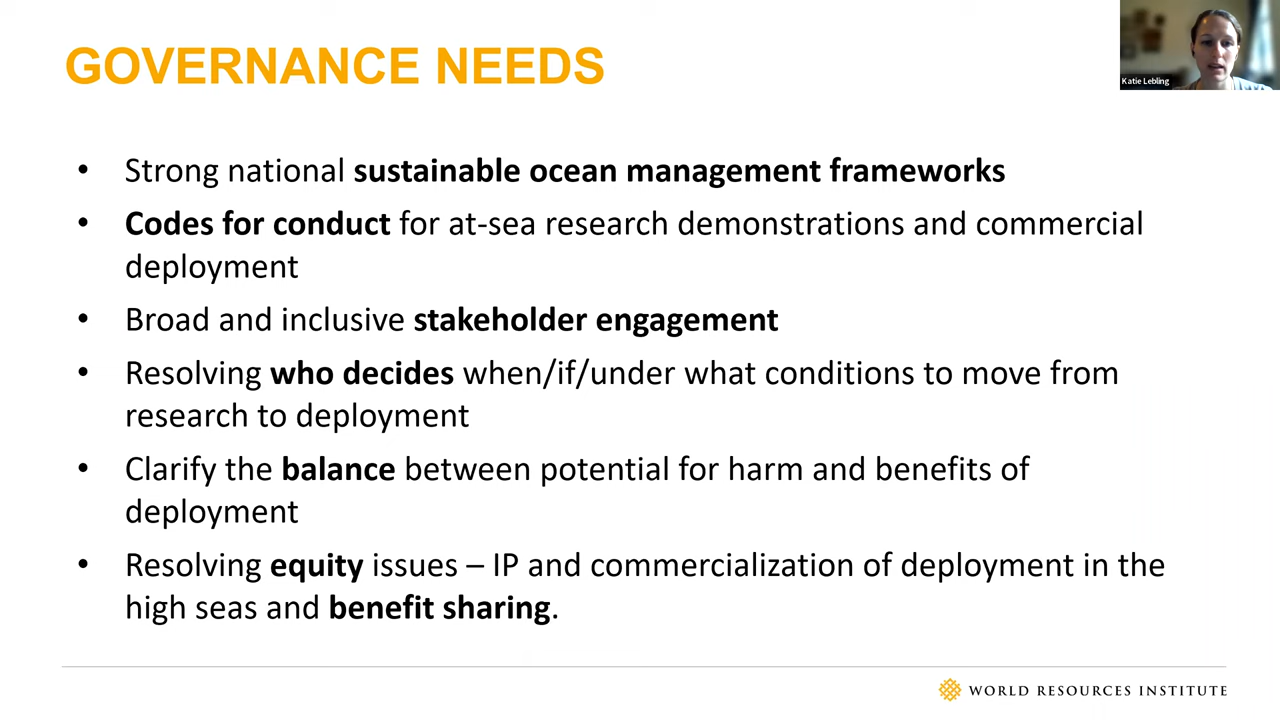 GOVERNANCE NEEDS
Katie Lebling
• Strong national sustainable ocean management frameworks
• Codes for conduct for at-sea research demonstrations and commercial
deployment
• Broad and inclusive stakeholder engagement
• Resolving who decides when/if/under what conditions to move from
research to deployment
• Clarify the balance between potential for harm and benefits of
deployment
• Resolving equity issues – IP and commercialization of deployment in the
high seas and benefit sharing.
WORLD RESOURCES INSTITUTE